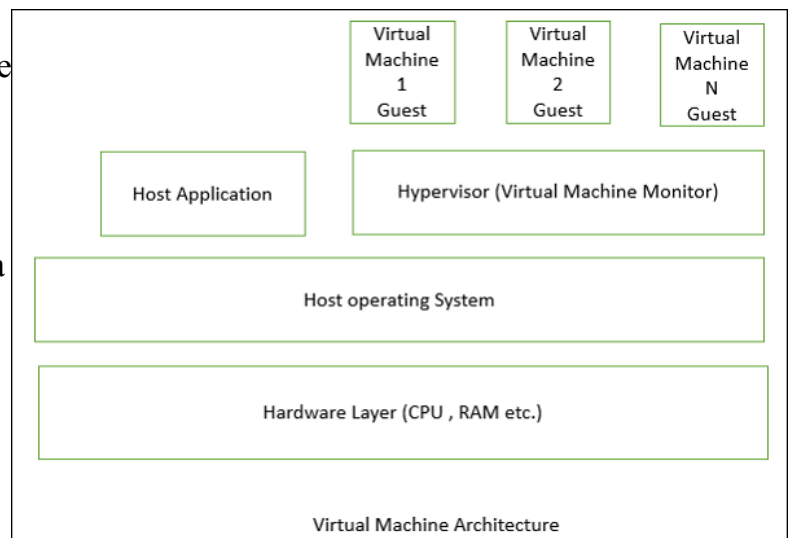 Virtual Machine 1 Guest
Virtual Machine 2 Guest
Virtual Machine N Guest
e
Host Application
Hypervisor (Virtual Machine Monitor)
a
Host operating System
Hardware Layer (CPU , RAM etc.)
Virtual Machine Architecture